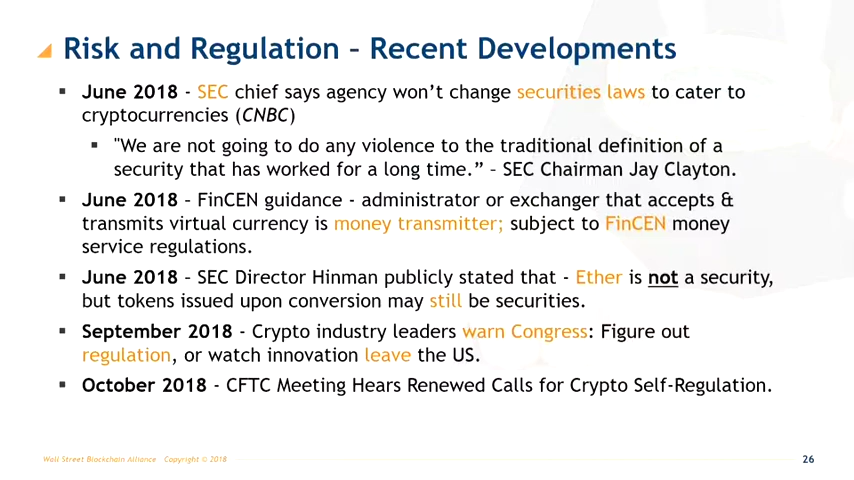 Risk and Regulation – Recent Developments
▪ June 2018 - SEC chief says agency won’t change securities laws to cater to
cryptocurrencies (CNBC)
▪ "We are not going to do any violence to the traditional definition of a
security that has worked for a long time.” – SEC Chairman Jay Clayton.
▪ June 2018 – FinCEN guidance - administrator or exchanger that accepts &
transmits virtual currency is money transmitter; subject to FinCEN money
service regulations.
▪ June 2018 – SEC Director Hinman publicly stated that - Ether is not a security,
but tokens issued upon conversion may still be securities.
▪ September 2018 - Crypto industry leaders warn Congress: Figure out
regulation, or watch innovation leave the US.
▪ October 2018 - CFTC Meeting Hears Renewed Calls for Crypto Self-Regulation.
Wall Street Blockchain Alliance Copyright © 2018
26